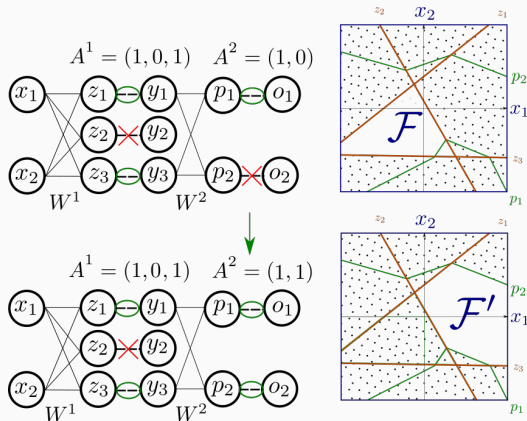 z₂ x₂ z₁
A¹ = (1, 0, 1) A² = (1, 0)
p₂
x₁ z₁ y₁ p₁ o₁
x₁
z₂ y₂
ℱ
z₃
x₂ z₃ y₃ p₂ o₂
W¹ W²
p₁
z₂ x₂ z₁
A¹ = (1, 0, 1) A² = (1, 1)
p₂
x₁ z₁ y₁ p₁ o₁
ℱ′ x₁
z₂ y₂
z₃
x₂ z₃ y₃ p₂ o₂
W¹ W²
p₁